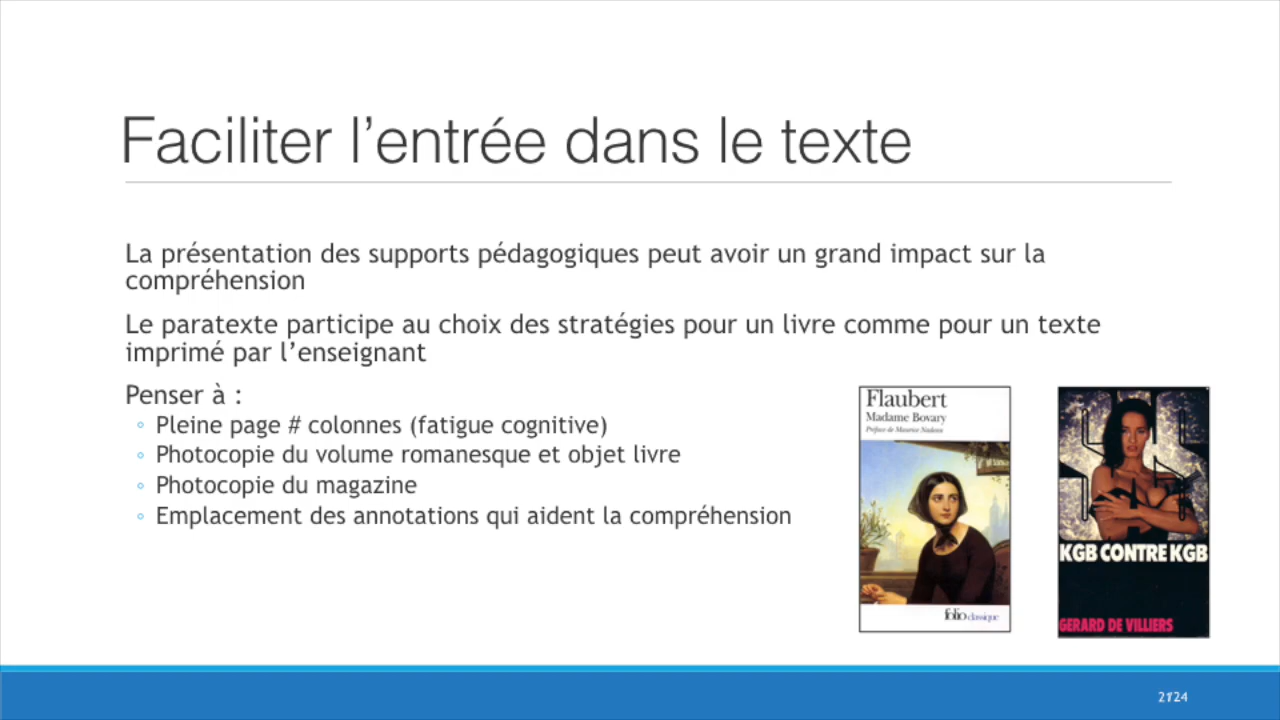 Faciliter l’entrée dans le texte
La présentation des supports pédagogiques peut avoir un grand impact sur la
compréhension
Le paratexte participe au choix des stratégies pour un livre comme pour un texte
imprimé par l’enseignant
Penser à :
◦ Pleine page # colonnes (fatigue cognitive)
◦ Photocopie du volume romanesque et objet livre
◦ Photocopie du magazine
◦ Emplacement des annotations qui aident la compréhension
Flaubert
Madame Bovary
Préface de Maurice Nadeau
folio classique
KGB CONTRE KGB
GERARD DE VILLIERS